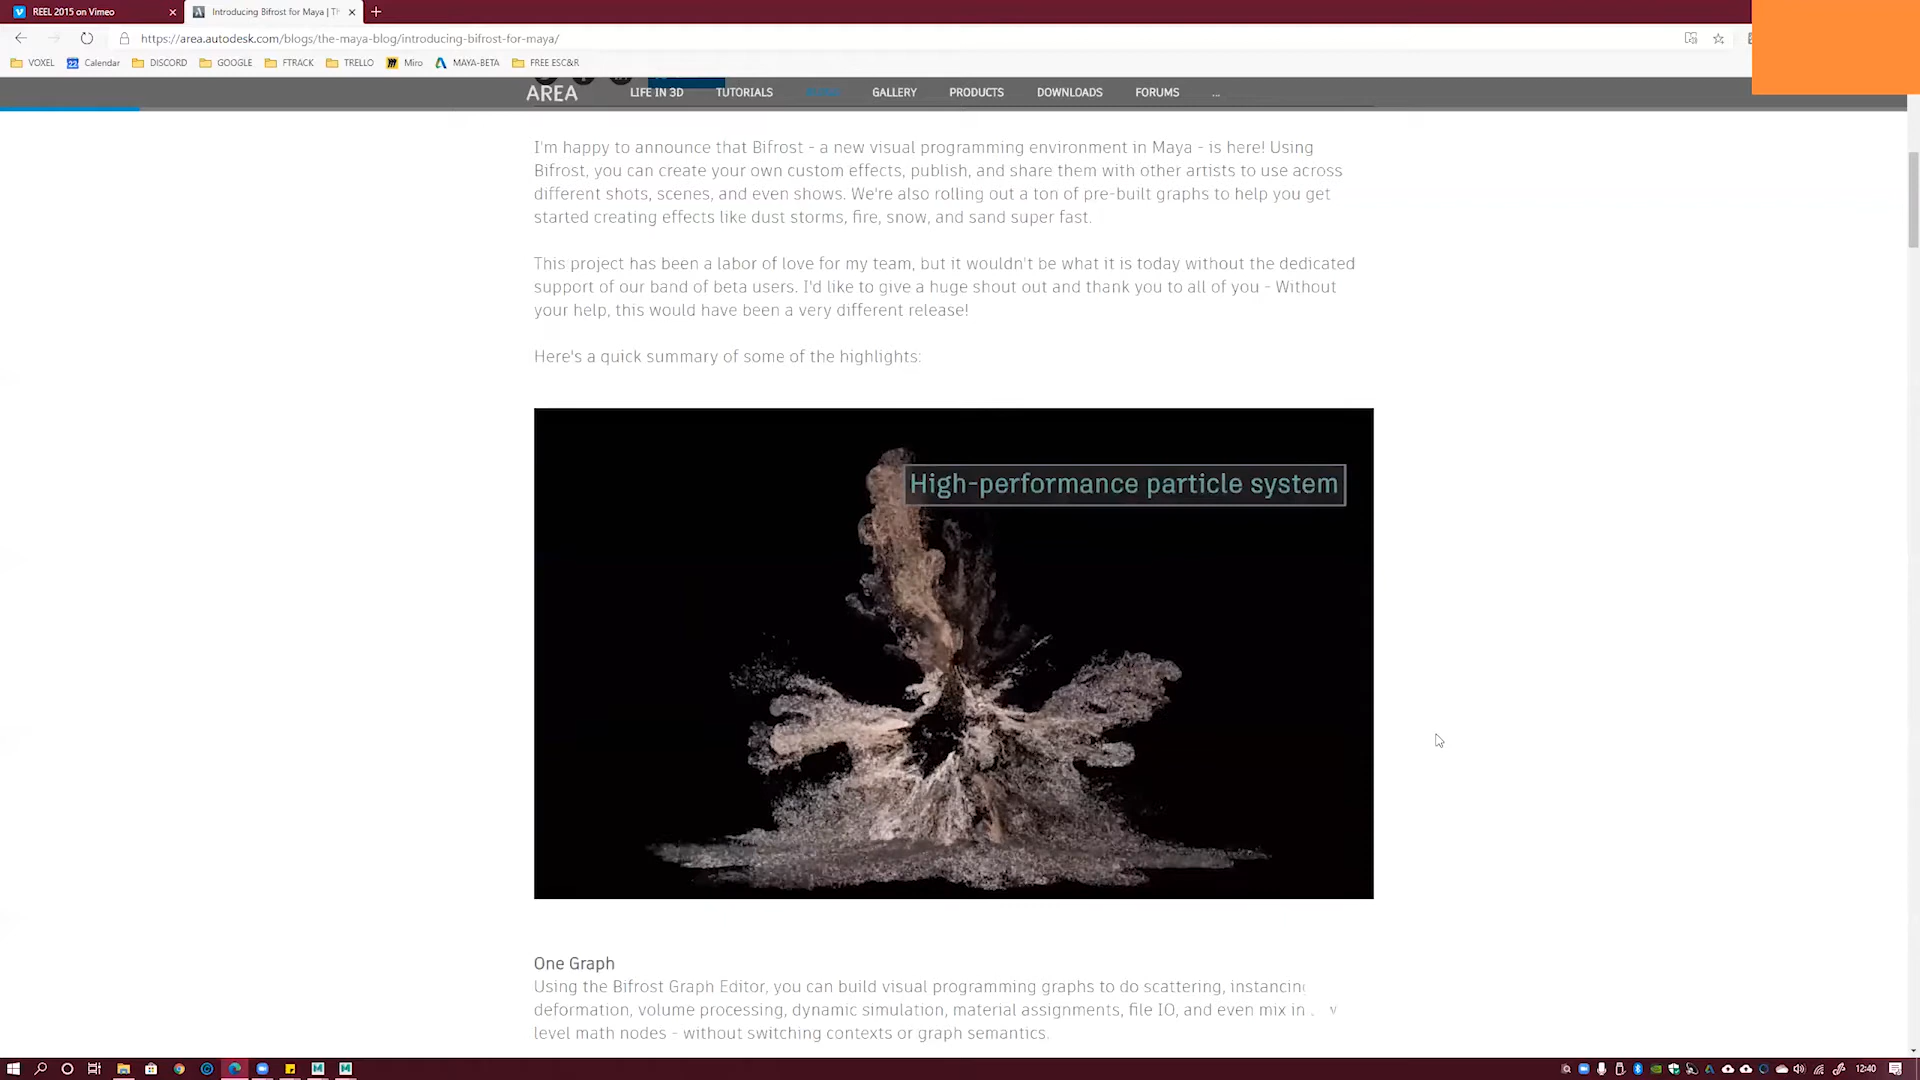 REEL 2015 on Vimeo
Introducing Bifrost for Maya | Th
https://area.autodesk.com/blogs/the-maya-blog/introducing-bifrost-for-maya/
VOXEL Calendar DISCORD GOOGLE FTRACK TRELLO Miro MAYA-BETA FREE ESC&R
AREA LIFE IN 3D TUTORIALS GALLERY PRODUCTS DOWNLOADS FORUMS ...
I'm happy to announce that Bifrost - a new visual programming environment in Maya - is here! Using
Bifrost, you can create your own custom effects, publish, and share them with other artists to use across
different shots, scenes, and even shows. We're also rolling out a ton of pre-built graphs to help you get
started creating effects like dust storms, fire, snow, and sand super fast.
This project has been a labor of love for my team, but it wouldn't be what it is today without the dedicated
support of our band of beta users. I'd like to give a huge shout out and thank you to all of you - Without
your help, this would have been a very different release!
Here's a quick summary of some of the highlights:
High-performance particle system
One Graph
Using the Bifrost Graph Editor, you can build visual programming graphs to do scattering, instancing
deformation, volume processing, dynamic simulation, material assignments, file IO, and even mix in
level math nodes - without switching contexts or graph semantics.
12:40